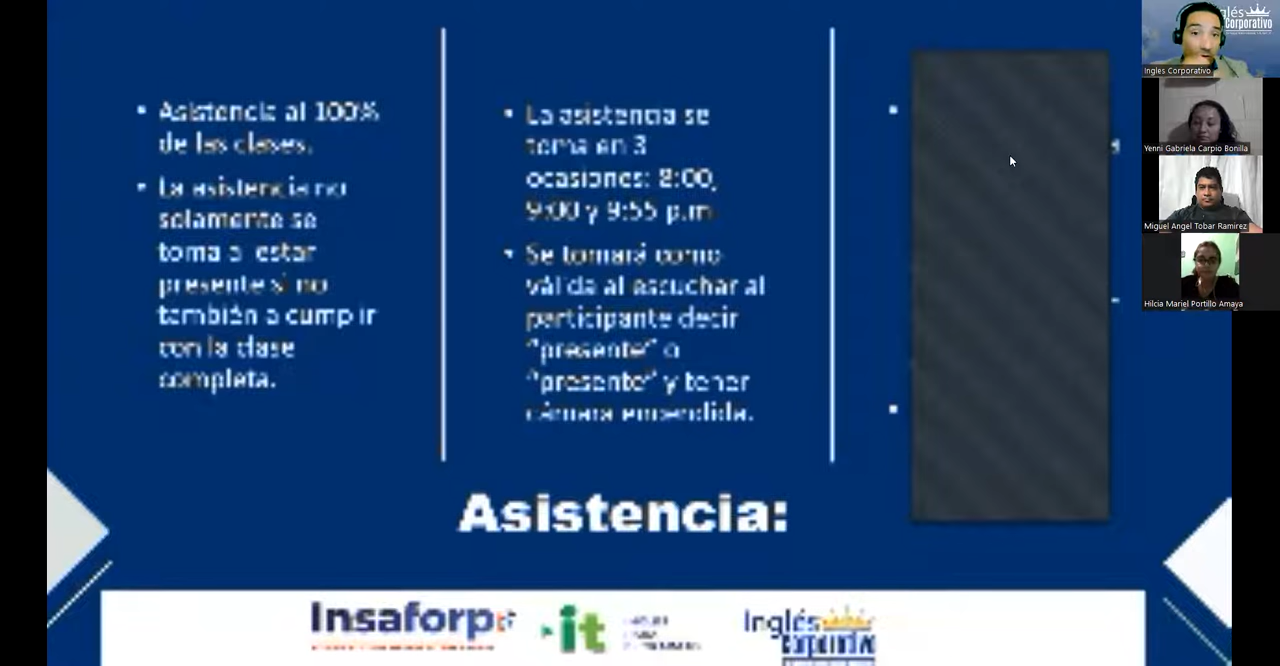 Asistencia al 100%
de las clases.
La asistencia no
solamente se
toma al estar
presente si no
también a cumplir
con la clase
completa.
La asistencia se
toma en 3
ocasiones: 8:00,
9:00 y 9:55 p.m.
Se tomará como
válida al escuchar al
participante decir
“presente” o
“presente” y tener
cámara encendida.
Asistencia:
Insaforp
it
Inglés
Corporativo
Inglés
Corporativo
Ingles Corporativo
Yenni Gabriela Carpio Bonilla
Miguel Angel Tobar Ramirez
Hilcia Mariel Portillo Amaya